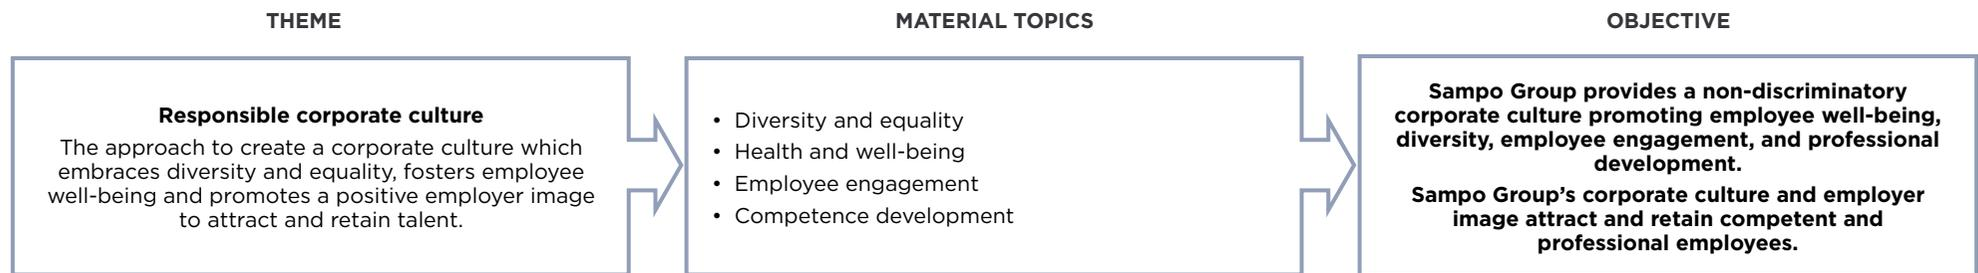 THEME
MATERIAL TOPICS
OBJECTIVE
Responsible corporate culture
The approach to create a corporate culture which
embraces diversity and equality, fosters employee
well-being and promotes a positive employer image
to attract and retain talent.
• Diversity and equality
• Health and well-being
• Employee engagement
• Competence development
Sampo Group provides a non-discriminatory
corporate culture promoting employee well-being,
diversity, employee engagement, and professional
development.
Sampo Group’s corporate culture and employer
image attract and retain competent and
professional employees.